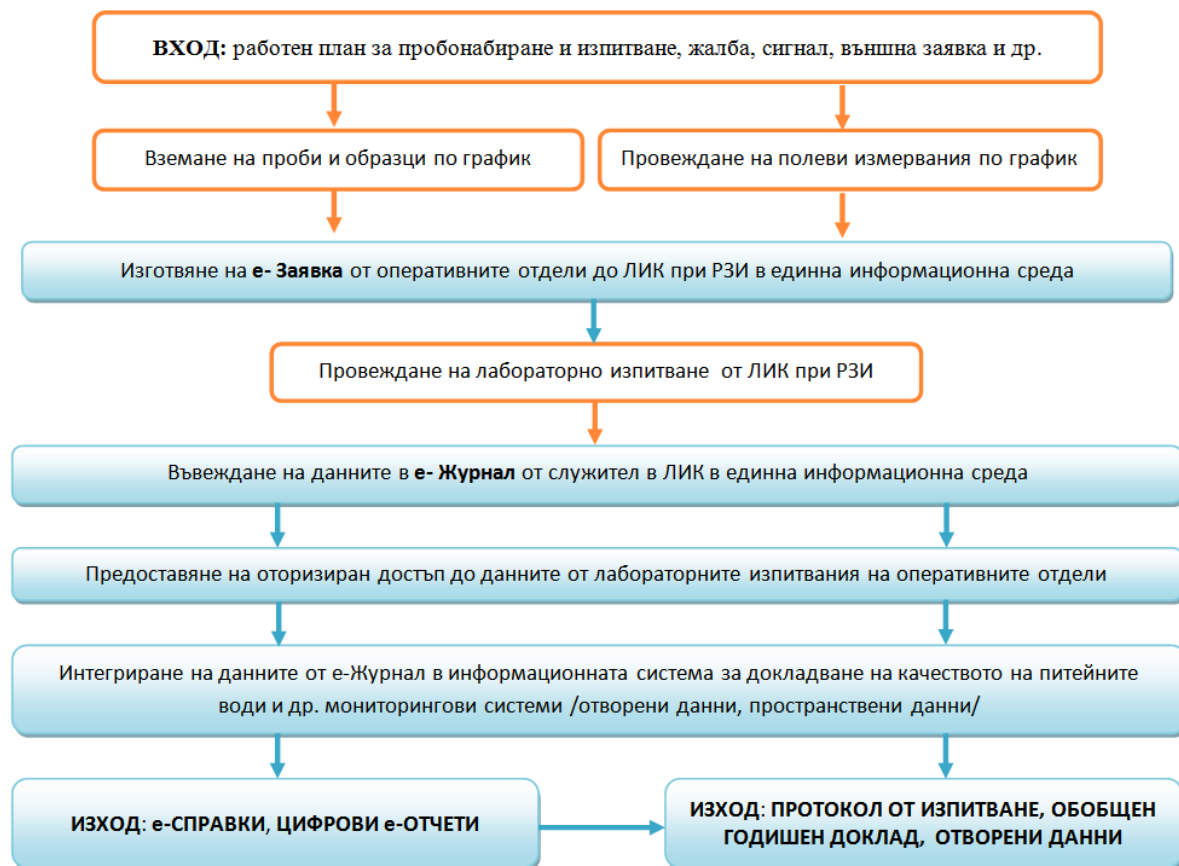 ВХОД: работен план за пробонабиране и изпитване, жалба, сигнал, външна заявка и др.
Вземане на проби и образци по график
Провеждане на полеви измервания по график
Изготвяне на е- Заявка от оперативните отдели до ЛИК при РЗИ в единна информационна среда
Провеждане на лабораторно изпитване от ЛИК при РЗИ
Въвеждане на данните в е- Журнал от служител в ЛИК в единна информационна среда
Предоставяне на оторизиран достъп до данните от лабораторните изпитвания на оперативните отдели
Интегриране на данните от е-Журнал в информационната система за докладване на качеството на питейните
води и др. мониторингови системи /отворени данни, пространствени данни/
ИЗХОД: е-СПРАВКИ, ЦИФРОВИ е-ОТЧЕТИ
ИЗХОД: ПРОТОКОЛ ОТ ИЗПИТВАНЕ, ОБОБЩЕН
ГОДИШЕН ДОКЛАД, ОТВОРЕНИ ДАННИ